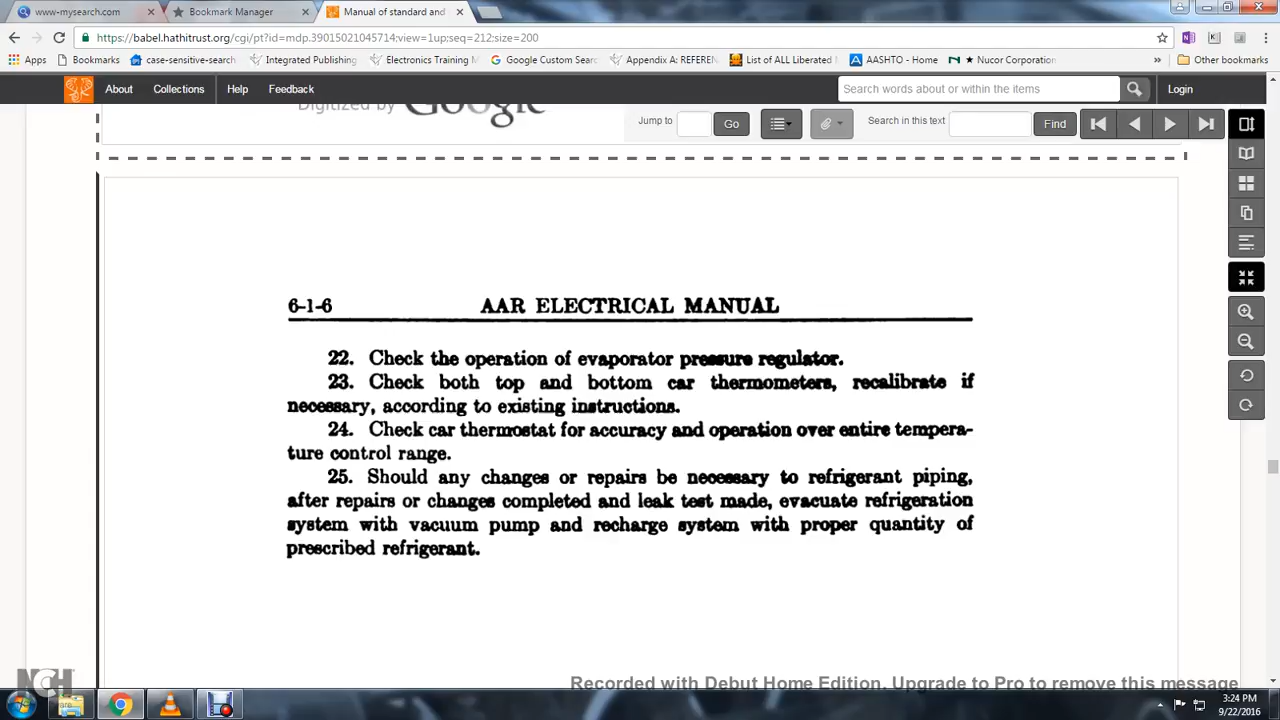 www-mysearch.com
Bookmark Manager
Manual of standard and
https://babel.hathitrust.org/cgi/pt?id=mdp.39015021045714;view=1up;seq=212;size=200
Apps Bookmarks case-sensitive-search Integrated Publishing Electronics Training Google Custom Sear Appendix A: REFEREN List of ALL Liberated AASHTO - Home ★ Nucor Corporation » Other bookmarks
About Collections Help Feedback Search words about or within the items Login
Digitized by Google
Jump to Go Search in this text Find
6-1-6 AAR ELECTRICAL MANUAL
22. Check the operation of evaporator pressure regulator.
23. Check both top and bottom car thermometers, recalibrate if
necessary, according to existing instructions.
24. Check car thermostat for accuracy and operation over entire tempera-
ture control range.
25. Should any changes or repairs be necessary to refrigerant piping,
after repairs or changes completed and leak test made, evacuate refrigeration
system with vacuum pump and recharge system with proper quantity of
prescribed refrigerant.
NCH
Recorded with Debut Home Edition. Upgrade to Pro to remove this message
3:24 PM
9/22/2016